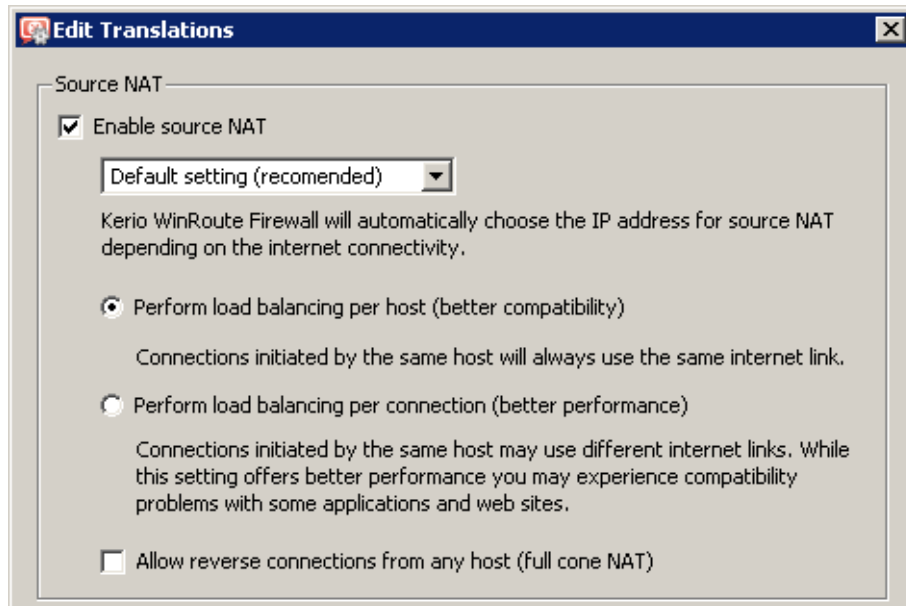 Edit Translations
Source NAT
Enable source NAT
Default setting (recomended)
Kerio WinRoute Firewall will automatically choose the IP address for source NAT
depending on the internet connectivity.
Perform load balancing per host (better compatibility)
Connections initiated by the same host will always use the same internet link.
Perform load balancing per connection (better performance)
Connections initiated by the same host may use different internet links. While
this setting offers better performance you may experience compatibility
problems with some applications and web sites.
Allow reverse connections from any host (full cone NAT)